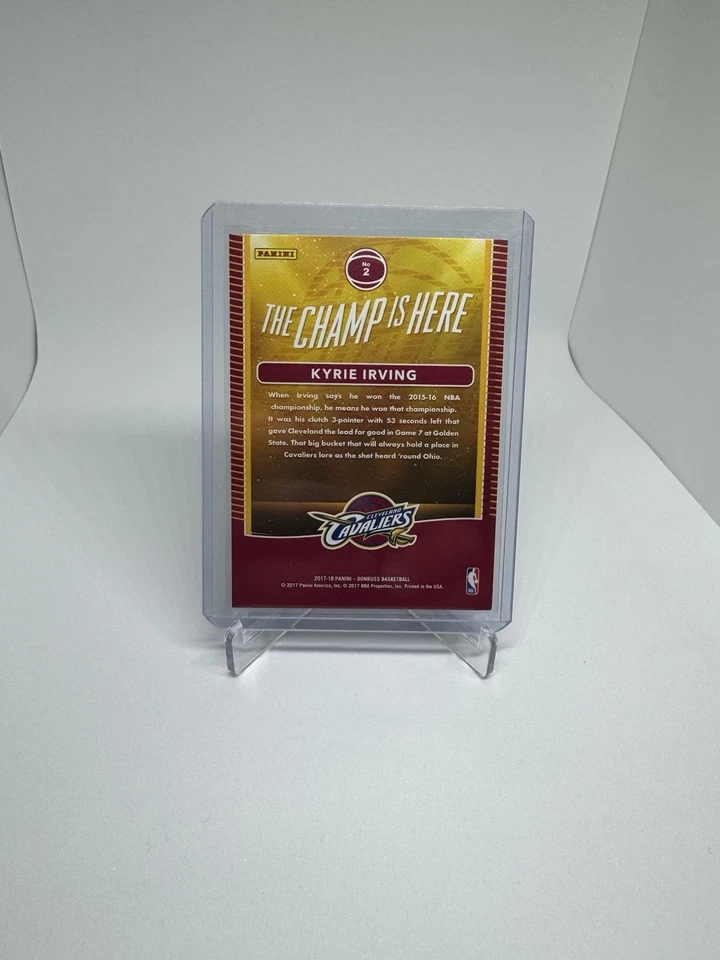 PANINI
No
2
THE CHAMP IS HERE
KYRIE IRVING
When Irving says he won the 2015-16 NBA
championship, he means he won that championship.
It was his clutch 3-pointer with 53 seconds left that
gave Cleveland the lead for good in Game 7 at Golden
State. That big bucket that will always hold a place in
Cavaliers lore as the shot heard 'round Ohio.
CLEVELAND
CAVALIERS
2017-18 PANINI - DONRUSS BASKETBALL
© 2017 Panini America, Inc. © 2017 NBA Properties, Inc. Printed in the USA.